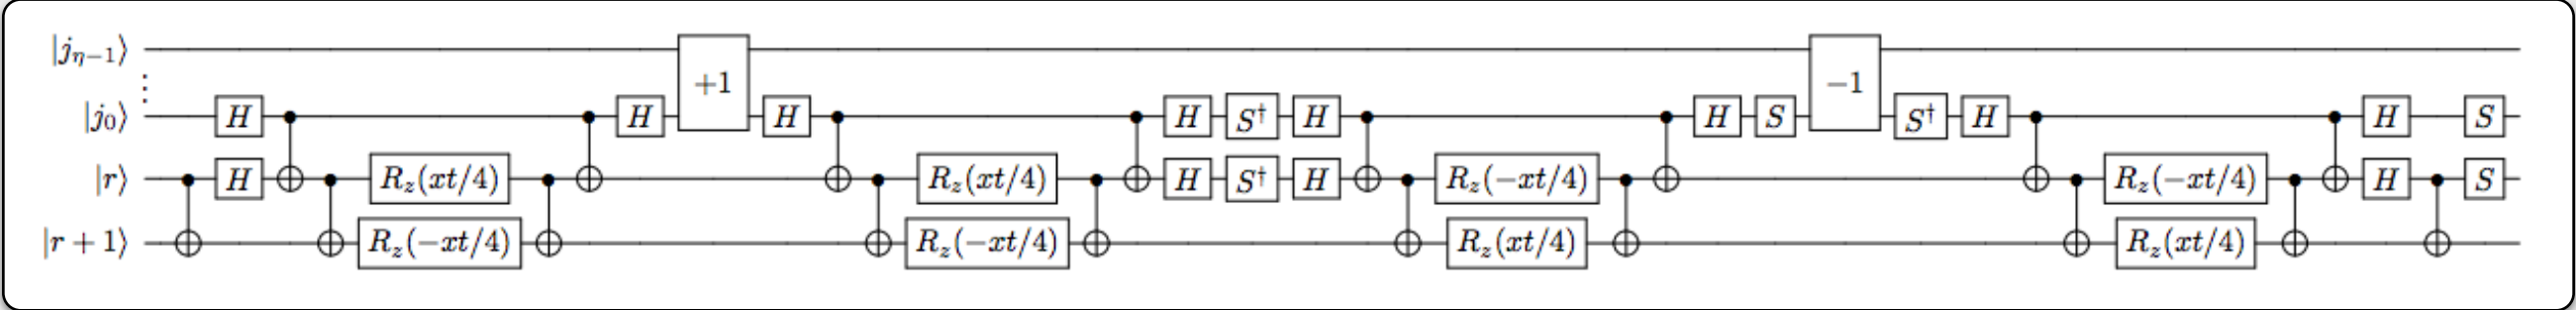 |j_{η−1}⟩ +1 −1
⋮
|j_0⟩ H H H H S† H H S S† H H S
|r⟩ H R_z(xt/4) R_z(xt/4) H S† H R_z(−xt/4) R_z(−xt/4) H S
|r + 1⟩ R_z(−xt/4) R_z(−xt/4) R_z(xt/4) R_z(xt/4)